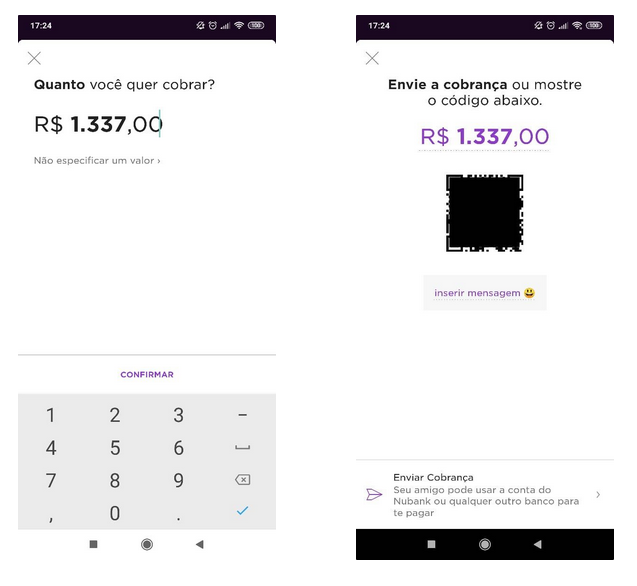 17:24
100
Quanto você quer cobrar?
R$ 1.337,00
Não especificar um valor ›
CONFIRMAR
1 2 3 –
4 5 6
7 8 9
, 0 .
17:24
100
Envie a cobrança ou mostre
o código abaixo.
R$ 1.337,00
inserir mensagem 😃
Enviar Cobrança
Seu amigo pode usar a conta do
Nubank ou qualquer outro banco para
te pagar